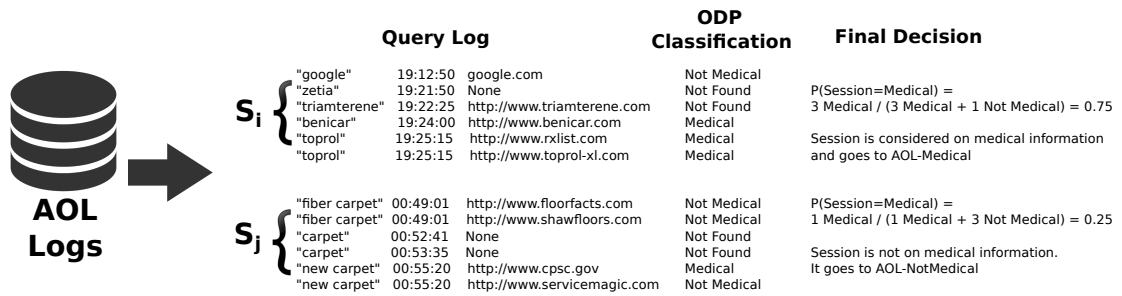 Query Log
ODP Classification
Final Decision
AOL Logs
Si
"google" 19:12:50 google.com Not Medical
"zetia" 19:21:50 None Not Found P(Session=Medical) =
"triamterene" 19:22:25 http://www.triamterene.com Not Found 3 Medical / (3 Medical + 1 Not Medical) = 0.75
"benicar" 19:24:00 http://www.benicar.com Medical
"toprol" 19:25:15 http://www.rxlist.com Medical Session is considered on medical information
"toprol" 19:25:15 http://www.toprol-xl.com Medical and goes to AOL-Medical
Sj
"fiber carpet" 00:49:01 http://www.floorfacts.com Not Medical P(Session=Medical) =
"fiber carpet" 00:49:01 http://www.shawfloors.com Not Medical 1 Medical / (1 Medical + 3 Not Medical) = 0.25
"carpet" 00:52:41 None Not Found
"carpet" 00:53:35 None Not Found Session is not on medical information.
"new carpet" 00:55:20 http://www.cpsc.gov Medical It goes to AOL-NotMedical
"new carpet" 00:55:20 http://www.servicemagic.com Not Medical